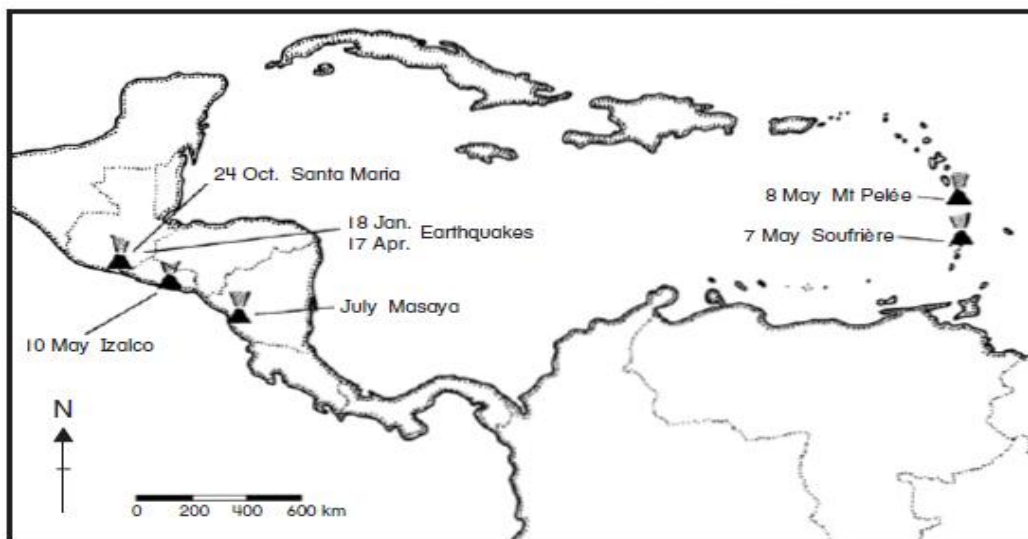 24 Oct. Santa Maria
18 Jan.
17 Apr.
Earthquakes
8 May Mt Pelée
7 May Soufrière
July Masaya
10 May Izalco
N
0 200 400 600 km